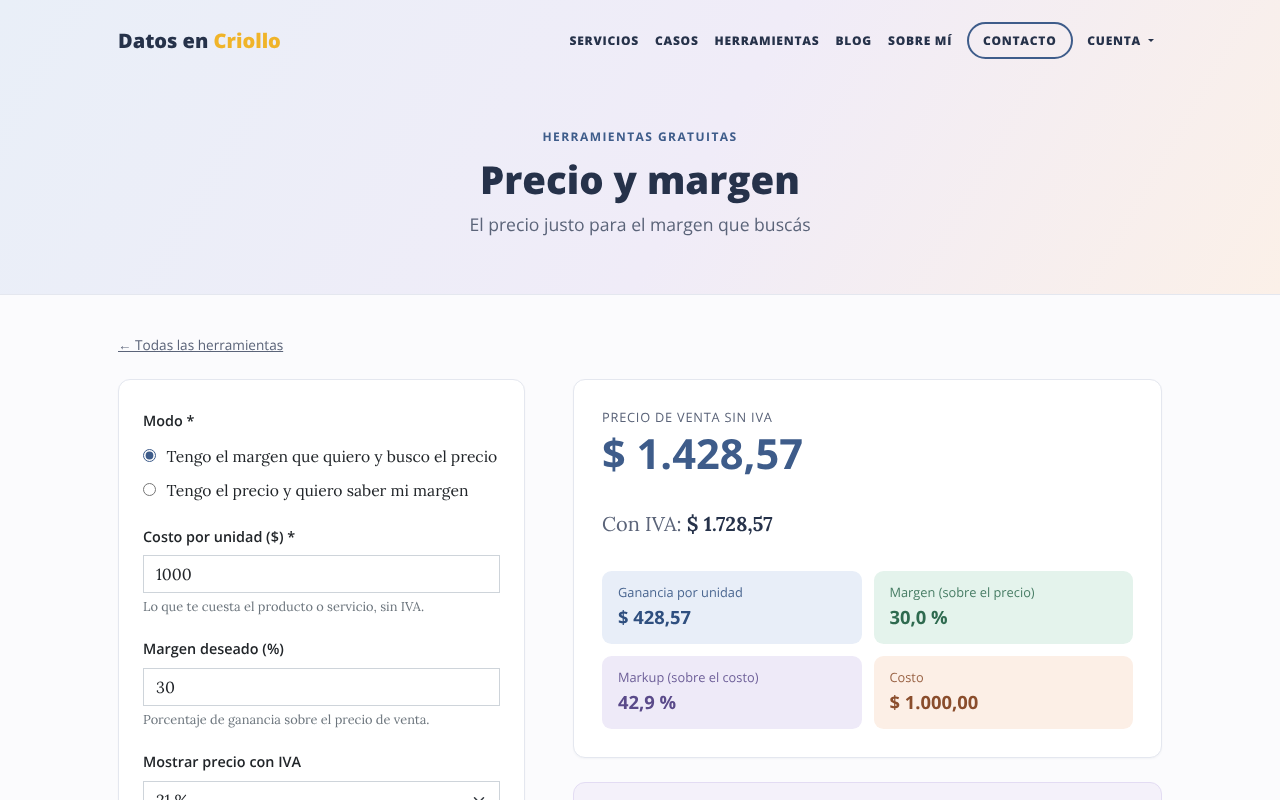 Datos en Criollo
SERVICIOS CASOS HERRAMIENTAS BLOG SOBRE MÍ CONTACTO CUENTA
HERRAMIENTAS GRATUITAS
Precio y margen
El precio justo para el margen que buscás
← Todas las herramientas
Modo *
Tengo el margen que quiero y busco el precio
Tengo el precio y quiero saber mi margen
Costo por unidad ($) *
1000
Lo que te cuesta el producto o servicio, sin IVA.
Margen deseado (%)
30
Porcentaje de ganancia sobre el precio de venta.
Mostrar precio con IVA
21 %
PRECIO DE VENTA SIN IVA
$ 1.428,57
Con IVA: $ 1.728,57
Ganancia por unidad
$ 428,57
Margen (sobre el precio)
30,0 %
Markup (sobre el costo)
42,9 %
Costo
$ 1.000,00